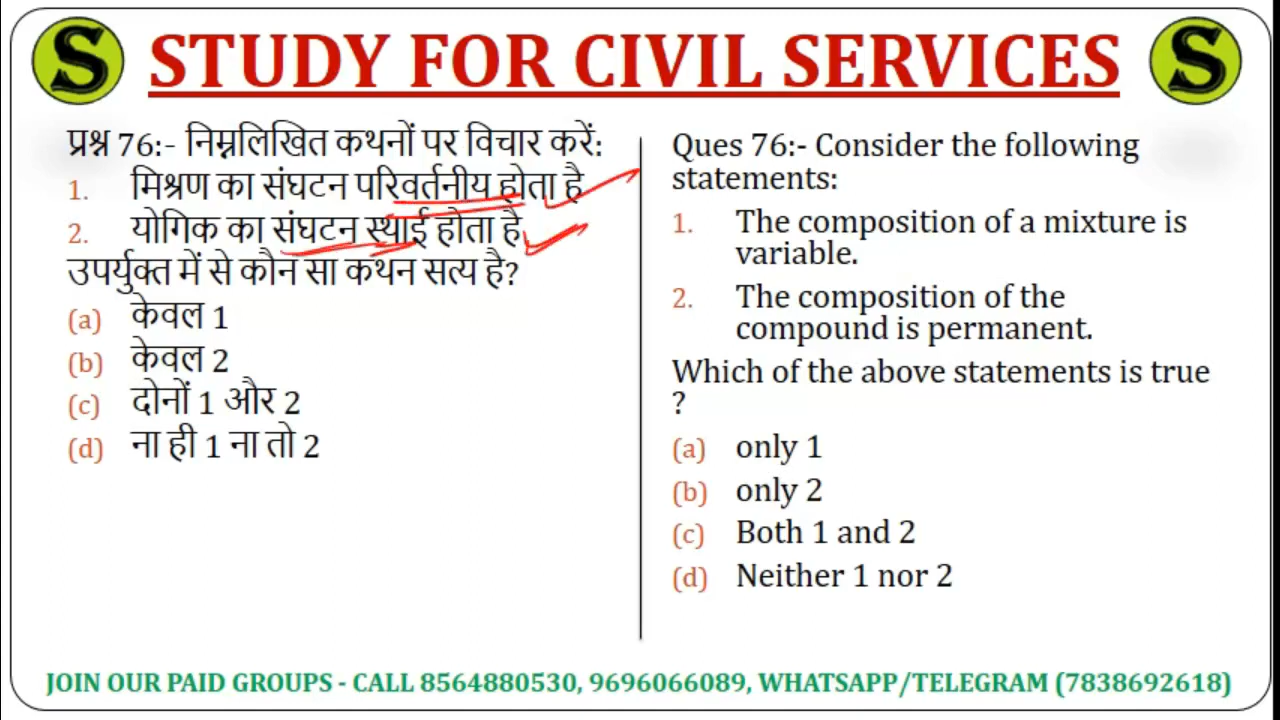 S STUDY FOR CIVIL SERVICES S
प्रश्न 76:- निम्नलिखित कथनों पर विचार करें:
1. मिश्रण का संघटन परिवर्तनीय होता है
2. योगिक का संघटन स्थाई होता है
उपर्युक्त में से कौन सा कथन सत्य है?
(a) केवल 1
(b) केवल 2
(c) दोनों 1 और 2
(d) ना ही 1 ना तो 2
Ques 76:- Consider the following
statements:
1. The composition of a mixture is
variable.
2. The composition of the
compound is permanent.
Which of the above statements is true
?
(a) only 1
(b) only 2
(c) Both 1 and 2
(d) Neither 1 nor 2
JOIN OUR PAID GROUPS - CALL 8564880530, 9696066089, WHATSAPP/TELEGRAM (7838692618)